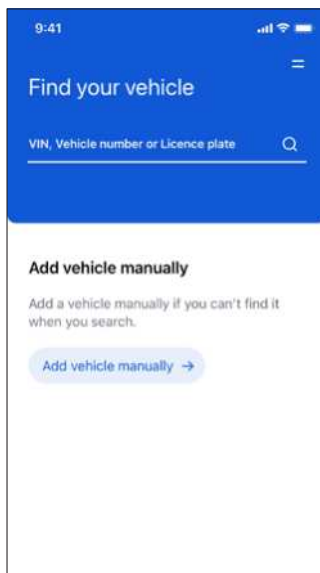 9:41
Find your vehicle
VIN, Vehicle number or Licence plate
Add vehicle manually
Add a vehicle manually if you can't find it
when you search.
Add vehicle manually →